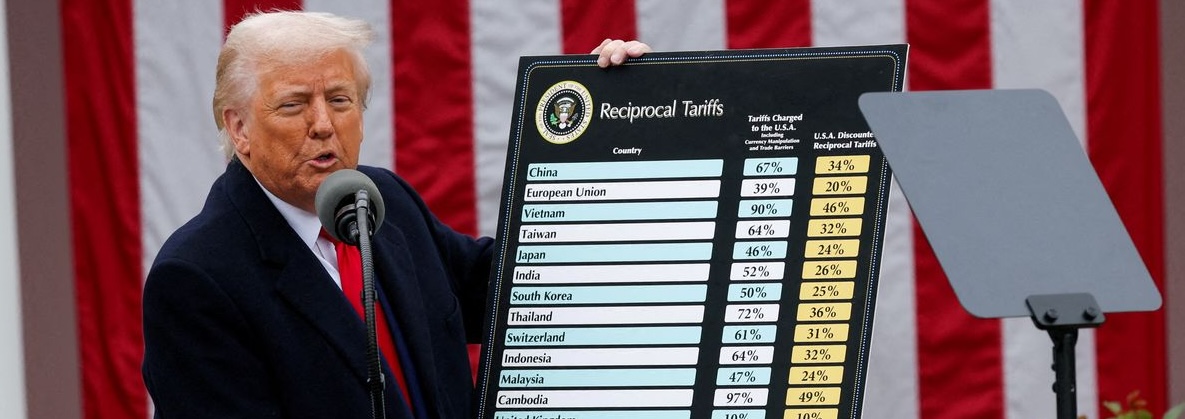 Reciprocal Tariffs
Country
Tariffs Charged
to the U.S.A.
Including
Currency Manipulation
and Trade Barriers
U.S.A. Discounte
Reciprocal Tariffs
China 67% 34%
European Union 39% 20%
Vietnam 90% 46%
Taiwan 64% 32%
Japan 46% 24%
India 52% 26%
South Korea 50% 25%
Thailand 72% 36%
Switzerland 61% 31%
Indonesia 64% 32%
Malaysia 47% 24%
Cambodia 97% 49%
United Kingdom 10% 10%